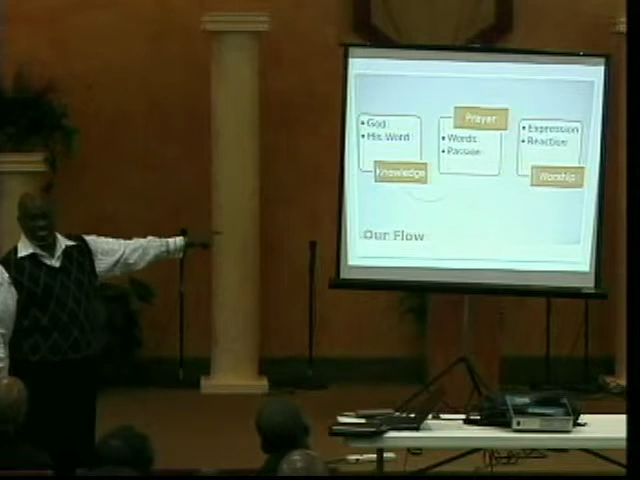 • God
• His Word
Knowledge
Prayer
• Words
• Passion
• Expression
• Reaction
Worship
Our Flow